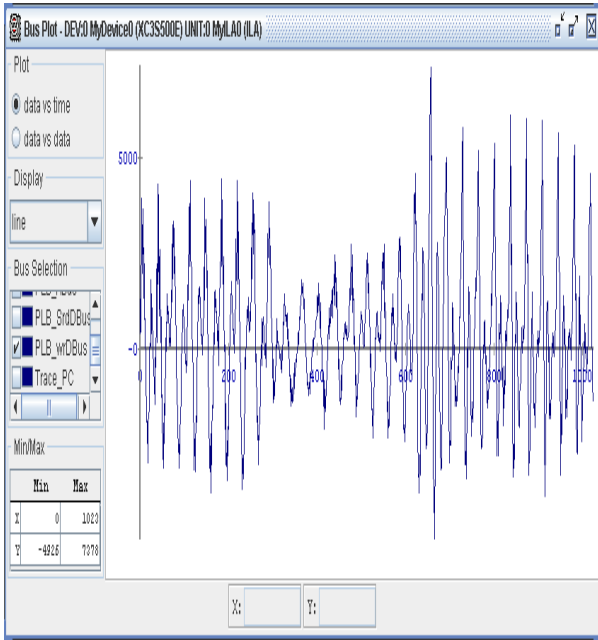 Bus Plot - DEV:0 MyDevice0 (XC3S500E) UNIT:0 MyILA0 (ILA)
Plot
data vs time
data vs data
Display
line
Bus Selection
PLB_SrdDBus
PLB_wrDBus
Trace_PC
Min/Max
Min Max
X 0 1023
Y -4925 7378
5000
-0
0 200 400 600 800 1000
X: Y: